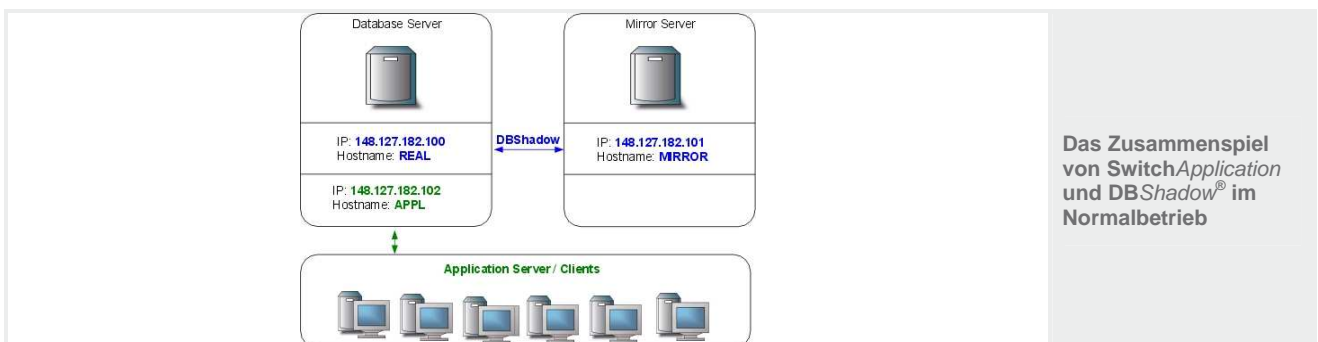 Database Server
Mirror Server
IP: 148.127.182.100
Hostname: REAL
DBShadow
IP: 148.127.182.101
Hostname: MIRROR
IP: 148.127.182.102
Hostname: APPL
Application Server / Clients
Das Zusammenspiel
von SwitchApplication
und DBShadow® im
Normalbetrieb